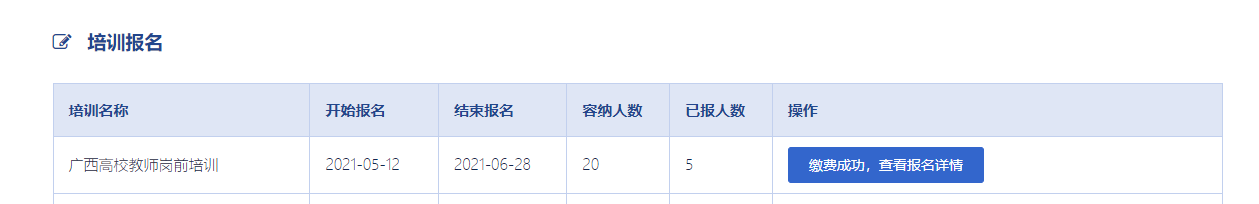 培训报名
培训名称 开始报名 结束报名 容纳人数 已报人数 操作
广西高校教师岗前培训 2021-05-12 2021-06-28 20 5 缴费成功，查看报名详情